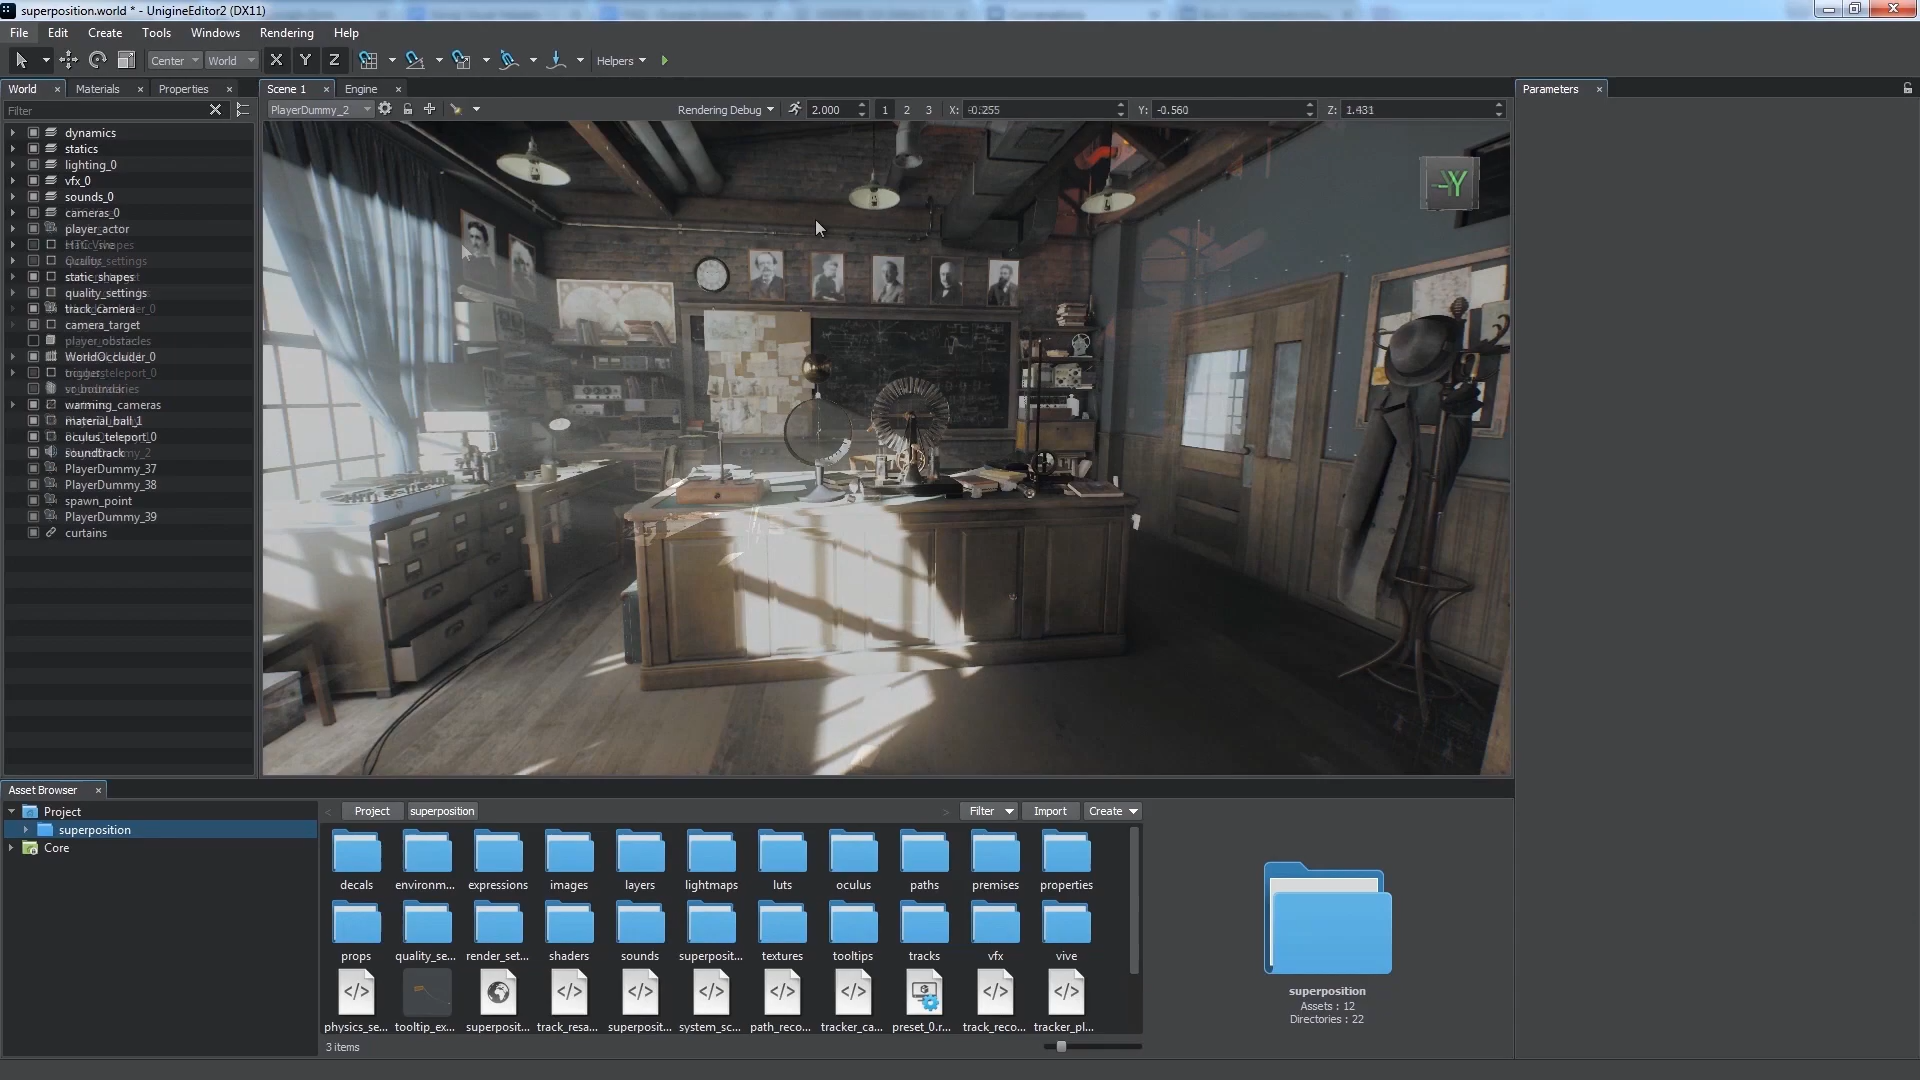 superposition.world * - UnigineEditor2 (DX11)
File Edit Create Tools Windows Rendering Help
Center World X Y Z Helpers
World Materials Properties
Filter
dynamics
statics
lighting_0
vfx_0
sounds_0
cameras_0
player_actor
static_shapes
quality_settings
track_camera
camera_target
player_obstacles
WorldOccluder_0
warming_cameras
material_ball_1
oculus_teleport_0
soundtrack
PlayerDummy_37
PlayerDummy_38
spawn_point
PlayerDummy_39
curtains
Scene 1 Engine
PlayerDummy_2 Rendering Debug 2.000 1 2 3 X: -0.255 Y: -0.560 Z: 1.431
-Y
Parameters
Asset Browser
Project
superposition
Core
Project superposition Filter Import Create
decals environm... expressions images layers lightmaps luts oculus paths premises properties
props quality_se... render_set... shaders sounds superposit... textures tooltips tracks vfx vive
physics_se... tooltip_ex... superposit... track_resa... superposit... system_sc... path_reco... tracker_ca... preset_0.r... track_reco... tracker_pl...
3 items
superposition
Assets : 12
Directories : 22